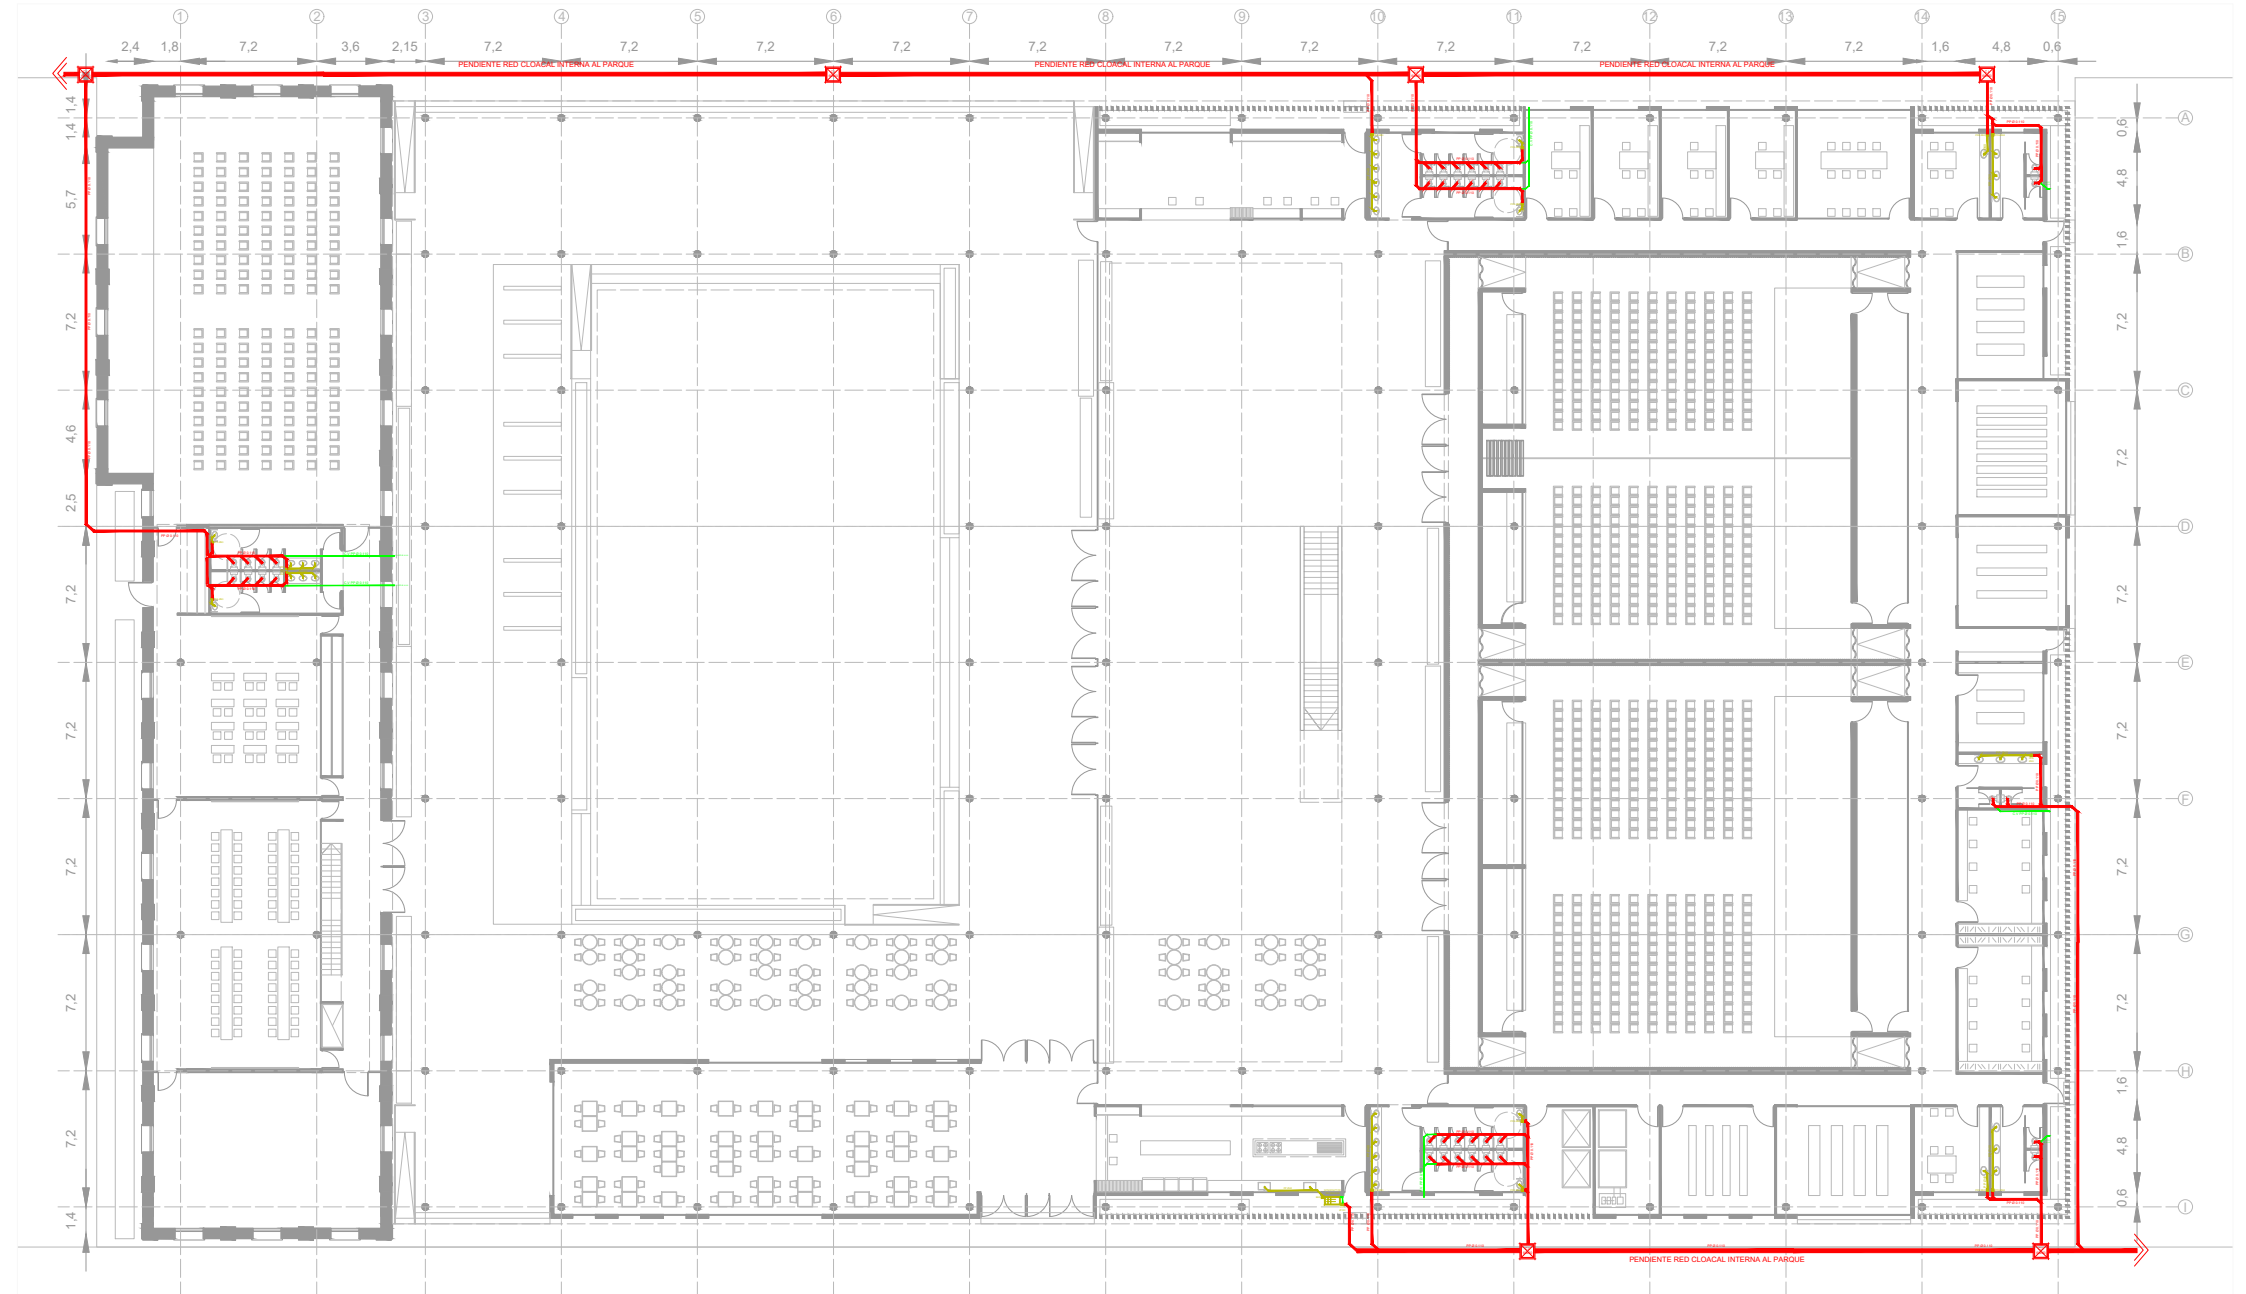 1 2 3 4 5 6 7 8 9 10 11 12 13 14 15
2,4 1,8 7,2 3,6 2,15 7,2 7,2 7,2 7,2 7,2 7,2 7,2 7,2 7,2 7,2 7,2 1,6 4,8 0,6
PENDIENTE RED CLOACAL INTERNA AL PARQUE
PENDIENTE RED CLOACAL INTERNA AL PARQUE
PENDIENTE RED CLOACAL INTERNA AL PARQUE
1,4
1,4
5,7
7,2
4,6
2,5
7,2
7,2
7,2
7,2
7,2
1,4
A
B
C
D
E
F
G
H
I
0,6
4,8
1,6
7,2
7,2
7,2
7,2
7,2
7,2
1,6
4,8
0,6
PENDIENTE RED CLOACAL INTERNA AL PARQUE